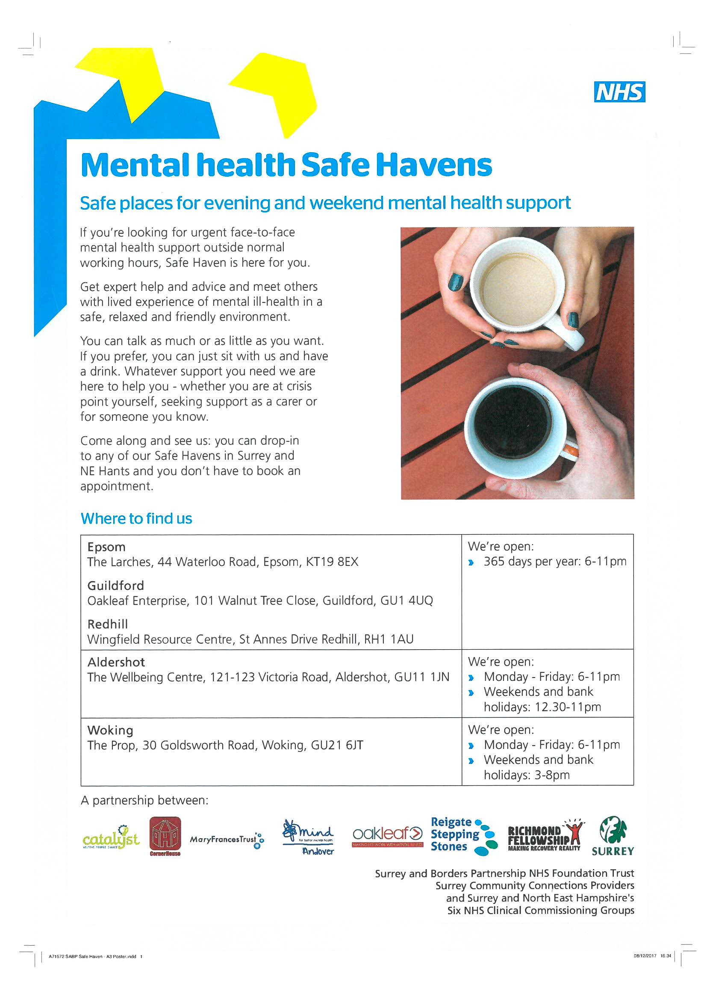 NHS
Mental health Safe Havens
Safe places for evening and weekend mental health support
If you're looking for urgent face-to-face
mental health support outside normal
working hours, Safe Haven is here for you.
Get expert help and advice and meet others
with lived experience of mental ill-health in a
safe, relaxed and friendly environment.
You can talk as much or as little as you want.
If you prefer, you can just sit with us and have
a drink. Whatever support you need we are
here to help you - whether you are at crisis
point yourself, seeking support as a carer or
for someone you know.
Come along and see us: you can drop-in
to any of our Safe Havens in Surrey and
NE Hants and you don't have to book an
appointment.
Where to find us
Epsom
The Larches, 44 Waterloo Road, Epsom, KT19 8EX
Guildford
Oakleaf Enterprise, 101 Walnut Tree Close, Guildford, GU1 4UQ
Redhill
Wingfield Resource Centre, St Annes Drive Redhill, RH1 1AU
We're open:
365 days per year: 6-11pm
Aldershot
The Wellbeing Centre, 121-123 Victoria Road, Aldershot, GU11 1JN
We're open:
Monday - Friday: 6-11pm
Weekends and bank
holidays: 12.30-11pm
Woking
The Prop, 30 Goldsworth Road, Woking, GU21 6JT
We're open:
Monday - Friday: 6-11pm
Weekends and bank
holidays: 3-8pm
A partnership between:
catalyst
HELPING PEOPLE CHANGE
CornerHouse
MaryFrancesTrust
mind
for better mental health
Andover
oakleaf
MAKING LIFE WORK WITH MENTAL ILLNESS
Reigate
Stepping
Stones
RICHMOND
FELLOWSHIP
MAKING RECOVERY REALITY
SURREY
Surrey and Borders Partnership NHS Foundation Trust
Surrey Community Connections Providers
and Surrey and North East Hampshire's
Six NHS Clinical Commissioning Groups
A71572 SABP Safe Haven - A3 Poster.indd 1
08/12/2017 16:34